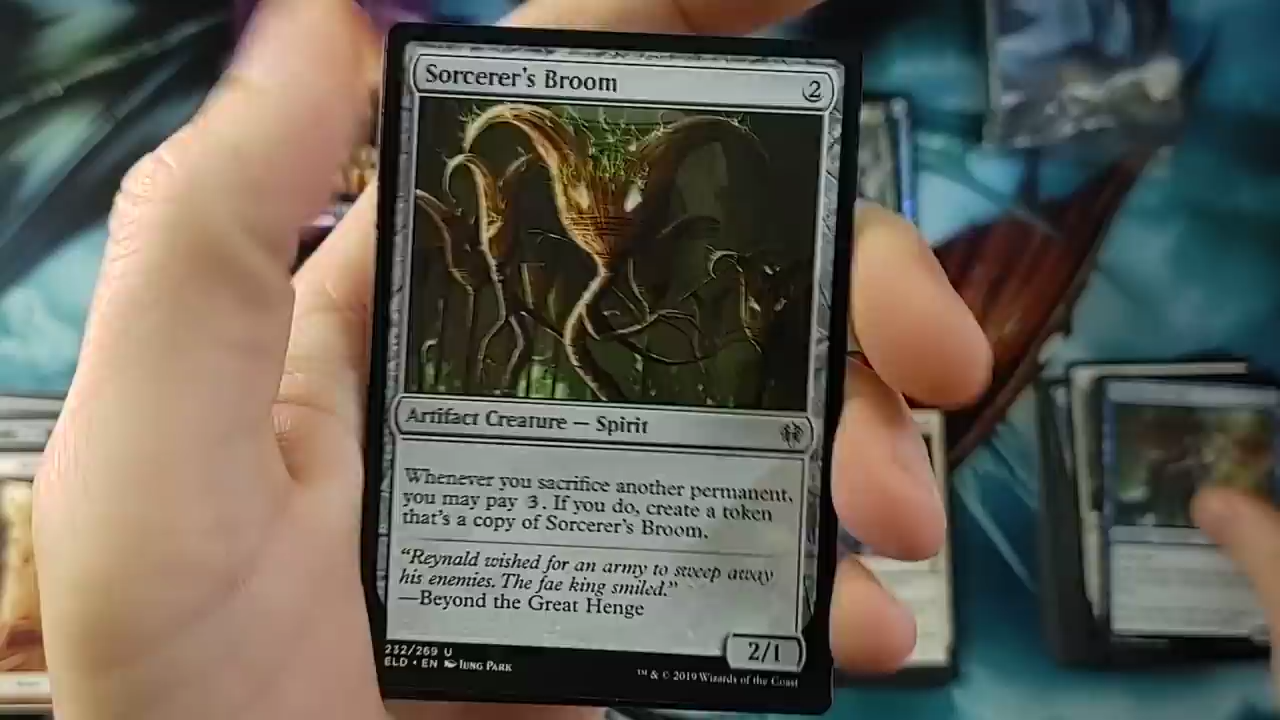 Sorcerer's Broom 2
Artifact Creature — Spirit
Whenever you sacrifice another permanent,
you may pay 3. If you do, create a token
that's a copy of Sorcerer's Broom.
“Reynald wished for an army to sweep away
his enemies. The fae king smiled.”
—Beyond the Great Henge
2/1
232/269 U
ELD • EN Jung Park
™ & © 2019 Wizards of the Coast